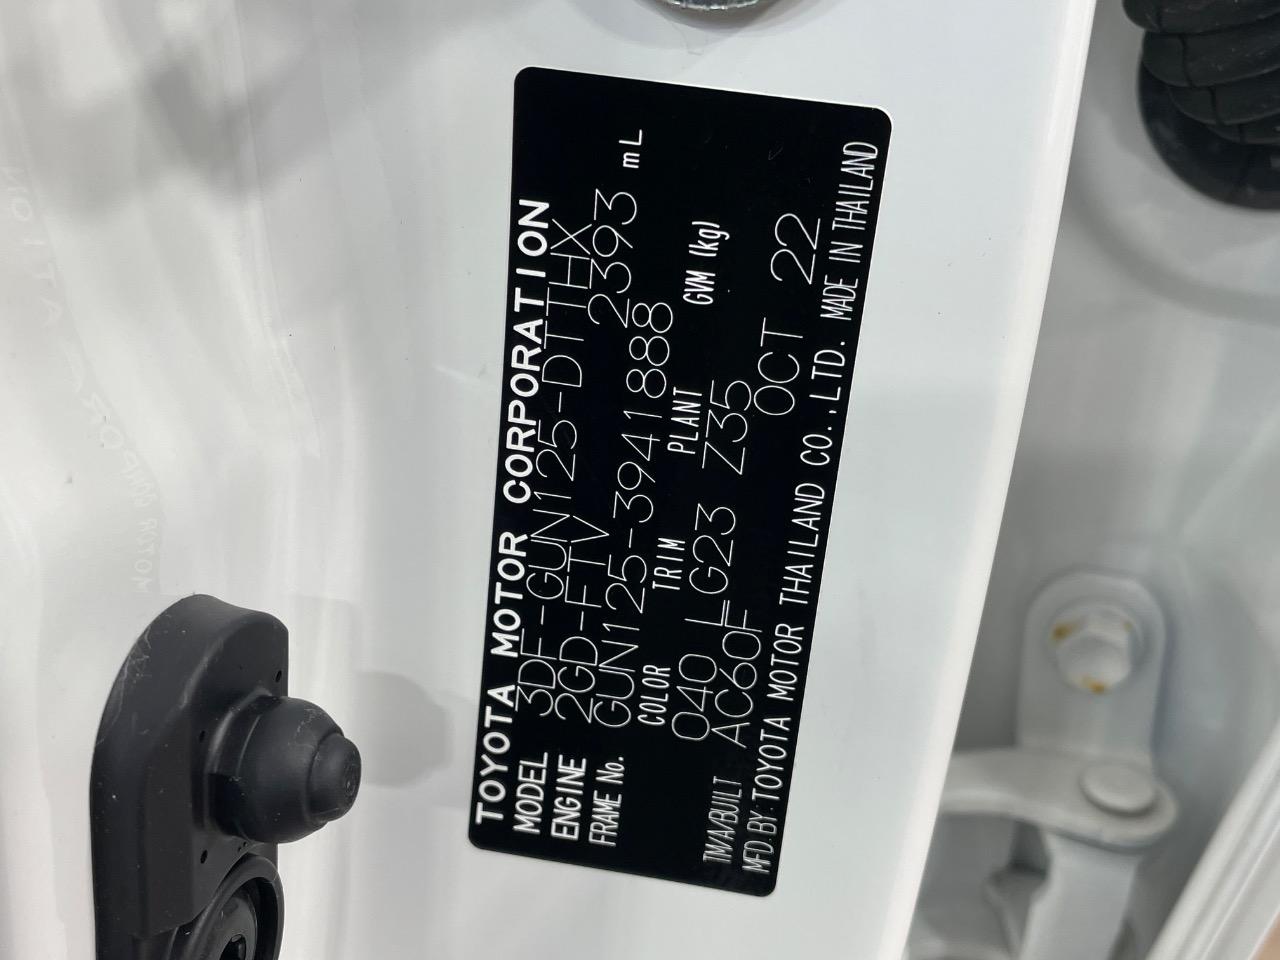 TOYOTA MOTOR CORPORATION
MODEL 3DF-GUN125-DTTHX
ENGINE 2GD-FTV 2393 mL
FRAME No. GUN125-3941888
COLOR TRIM PLANT GVM (kg)
040 LG23 Z35
TM/A/BUILT AC60F OCT 22
MFD.BY TOYOTA MOTOR THAILAND CO.,LTD. MADE IN THAILAND